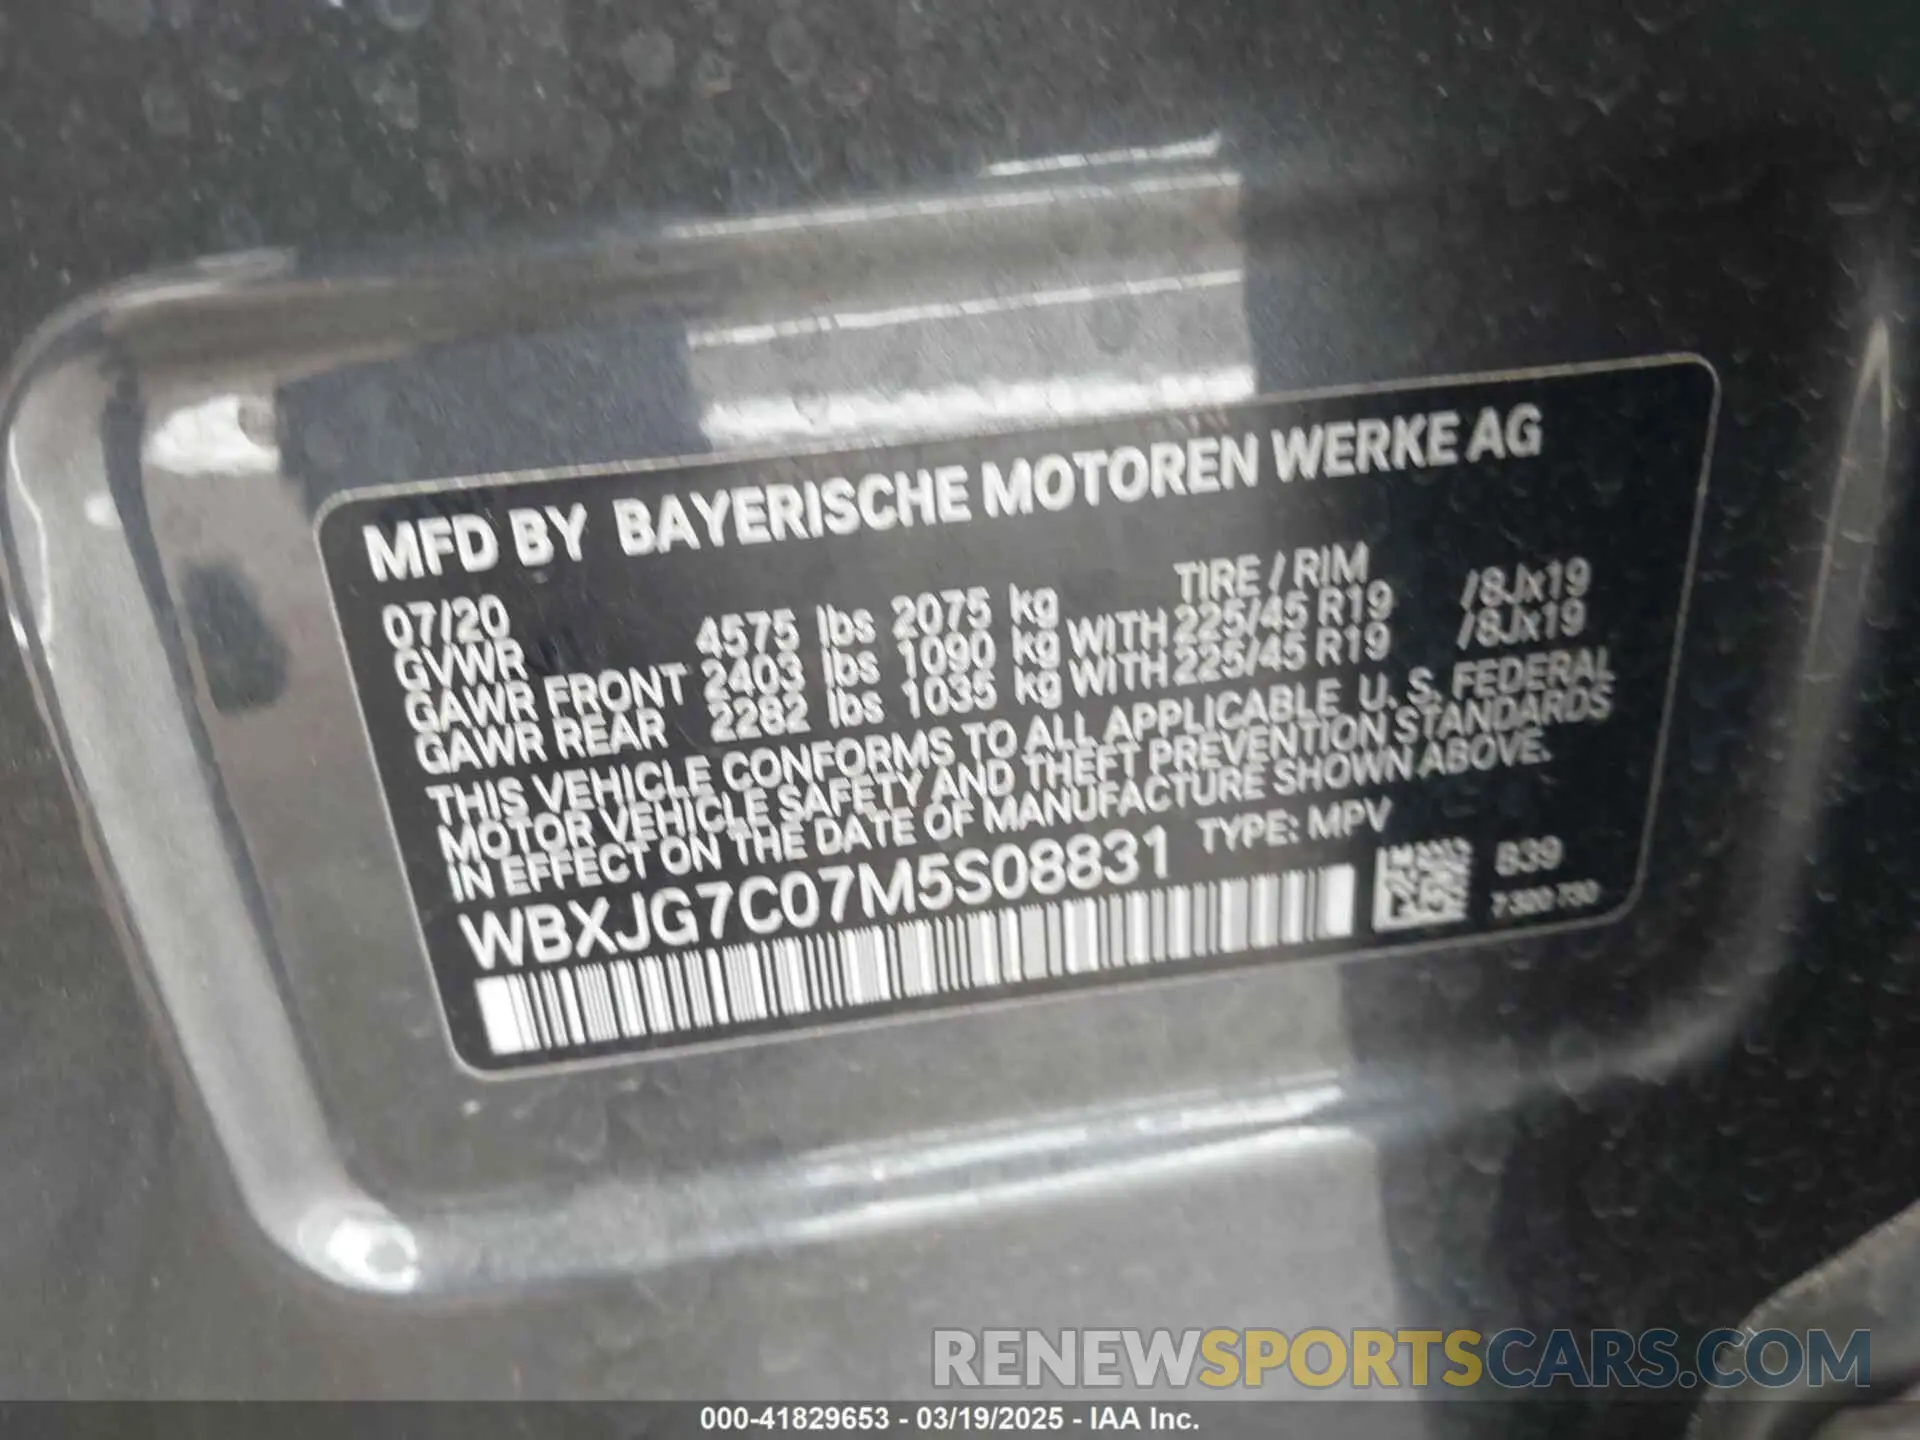 MFD BY BAYERISCHE MOTOREN WERKE AG
07/20 TIRE / RIM
GVWR 4575 lbs 2075 kg
GAWR FRONT 2403 lbs 1090 kg WITH 225/45 R19 /8Jx19
GAWR REAR 2282 lbs 1035 kg WITH 225/45 R19 /8Jx19
THIS VEHICLE CONFORMS TO ALL APPLICABLE U. S. FEDERAL
MOTOR VEHICLE SAFETY AND THEFT PREVENTION STANDARDS
IN EFFECT ON THE DATE OF MANUFACTURE SHOWN ABOVE.
WBXJG7C07M5S08831 TYPE: MPV
B39
7 320 730
RENEWSPORTSCARS.COM
000-41829653 - 03/19/2025 - IAA Inc.